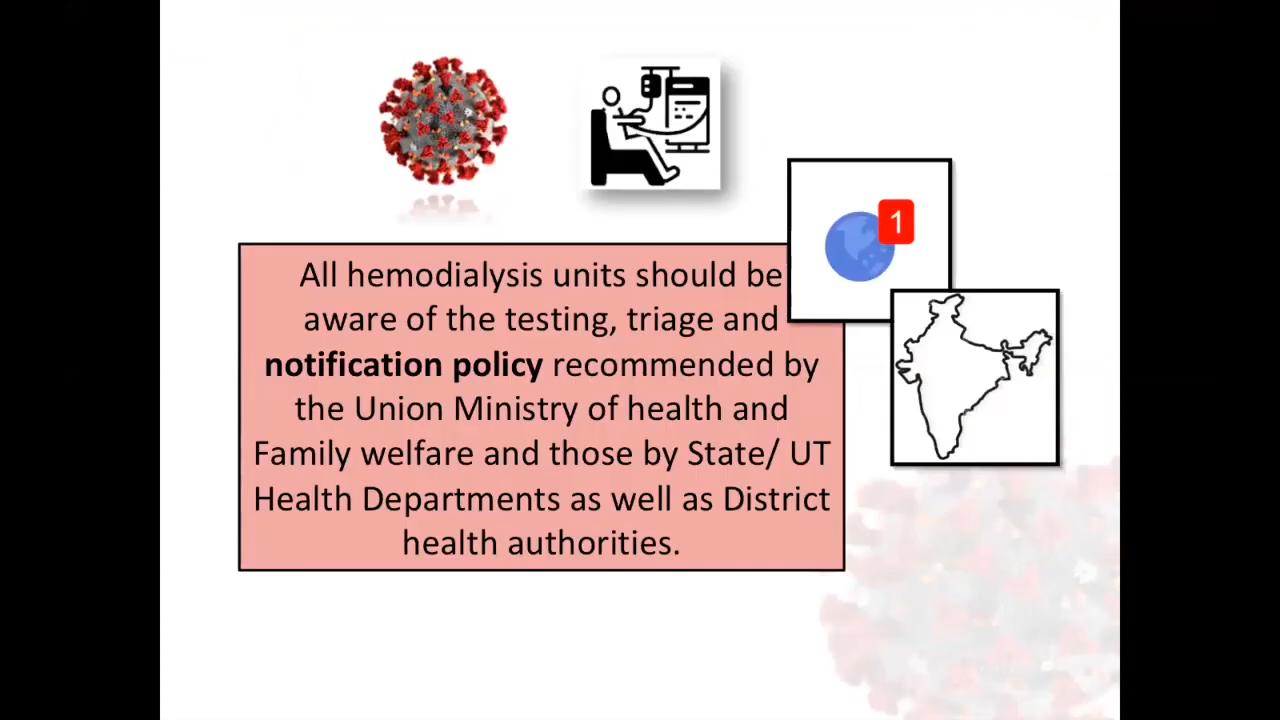 1
All hemodialysis units should be
aware of the testing, triage and
notification policy recommended by
the Union Ministry of health and
Family welfare and those by State/ UT
Health Departments as well as District
health authorities.